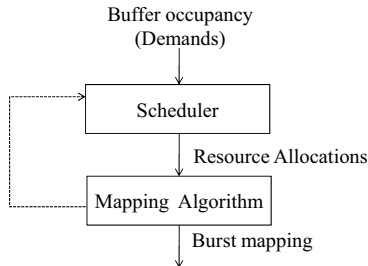 Buffer occupancy
(Demands)
Scheduler
Resource Allocations
Mapping Algorithm
Burst mapping